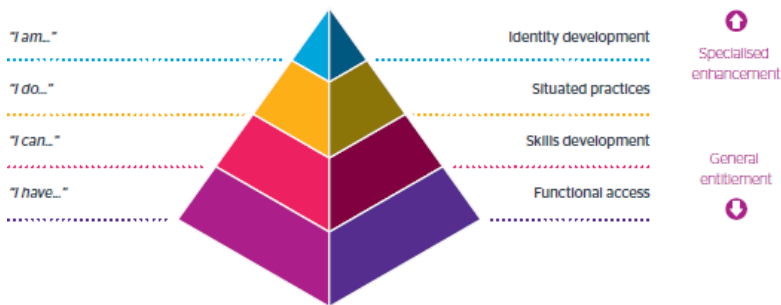 "I am..." Identity development
"I do..." Situated practices
"I can..." Skills development
"I have..." Functional access
Specialised
enhancement
General
entitlement